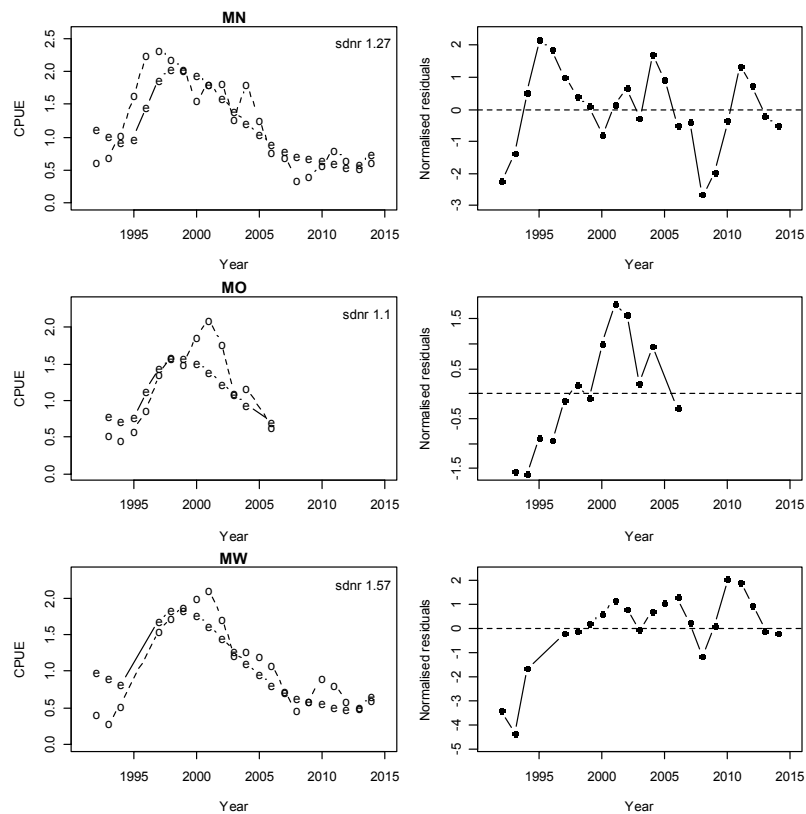 MN
sdnr 1.27
CPUE
0.0 0.5 1.0 1.5 2.0 2.5
1995 2000 2005 2010 2015
Year
Normalised residuals
-3 -2 -1 0 1 2
1995 2000 2005 2010 2015
Year
MO
sdnr 1.1
CPUE
0.0 0.5 1.0 1.5 2.0
1995 2000 2005 2010 2015
Year
Normalised residuals
-1.5 -0.5 0.5 1.5
1995 2000 2005 2010 2015
Year
MW
sdnr 1.57
CPUE
0.0 0.5 1.0 1.5 2.0
1995 2000 2005 2010 2015
Year
Normalised residuals
-5 -4 -3 -2 -1 0 1 2
1995 2000 2005 2010 2015
Year